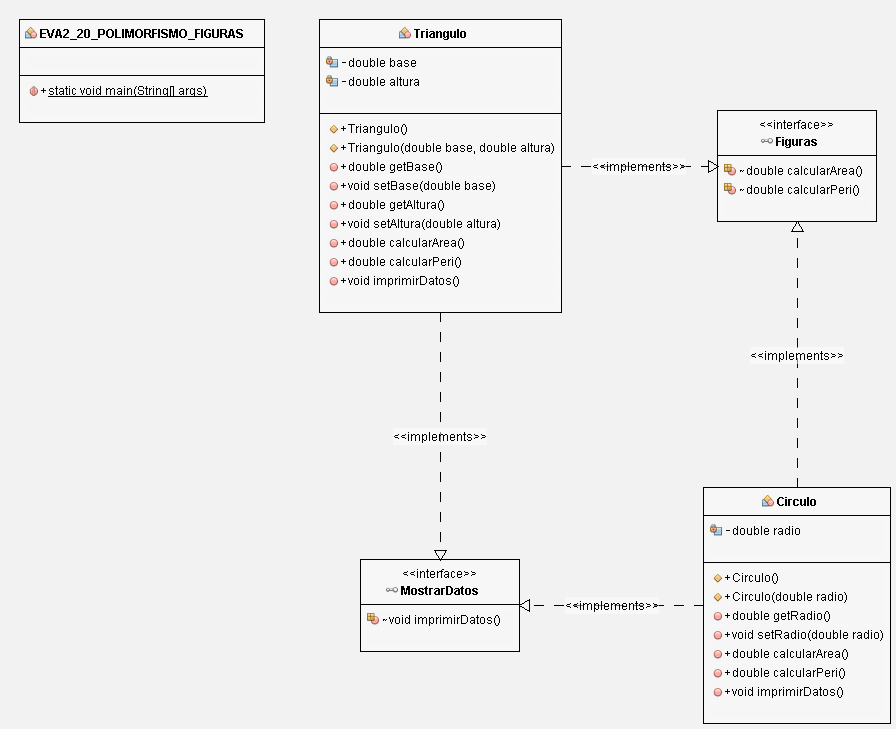 EVA2_20_POLIMORFISMO_FIGURAS
+static void main(String[] args)
Triangulo
-double base
-double altura
+Triangulo()
+Triangulo(double base, double altura)
+double getBase()
+void setBase(double base)
+double getAltura()
+void setAltura(double altura)
+double calcularArea()
+double calcularPeri()
+void imprimirDatos()
<<implements>>
<<interface>>
Figuras
~double calcularArea()
~double calcularPeri()
<<implements>>
<<implements>>
<<interface>>
MostrarDatos
~void imprimirDatos()
<<implements>>
Circulo
-double radio
+Circulo()
+Circulo(double radio)
+double getRadio()
+void setRadio(double radio)
+double calcularArea()
+double calcularPeri()
+void imprimirDatos()